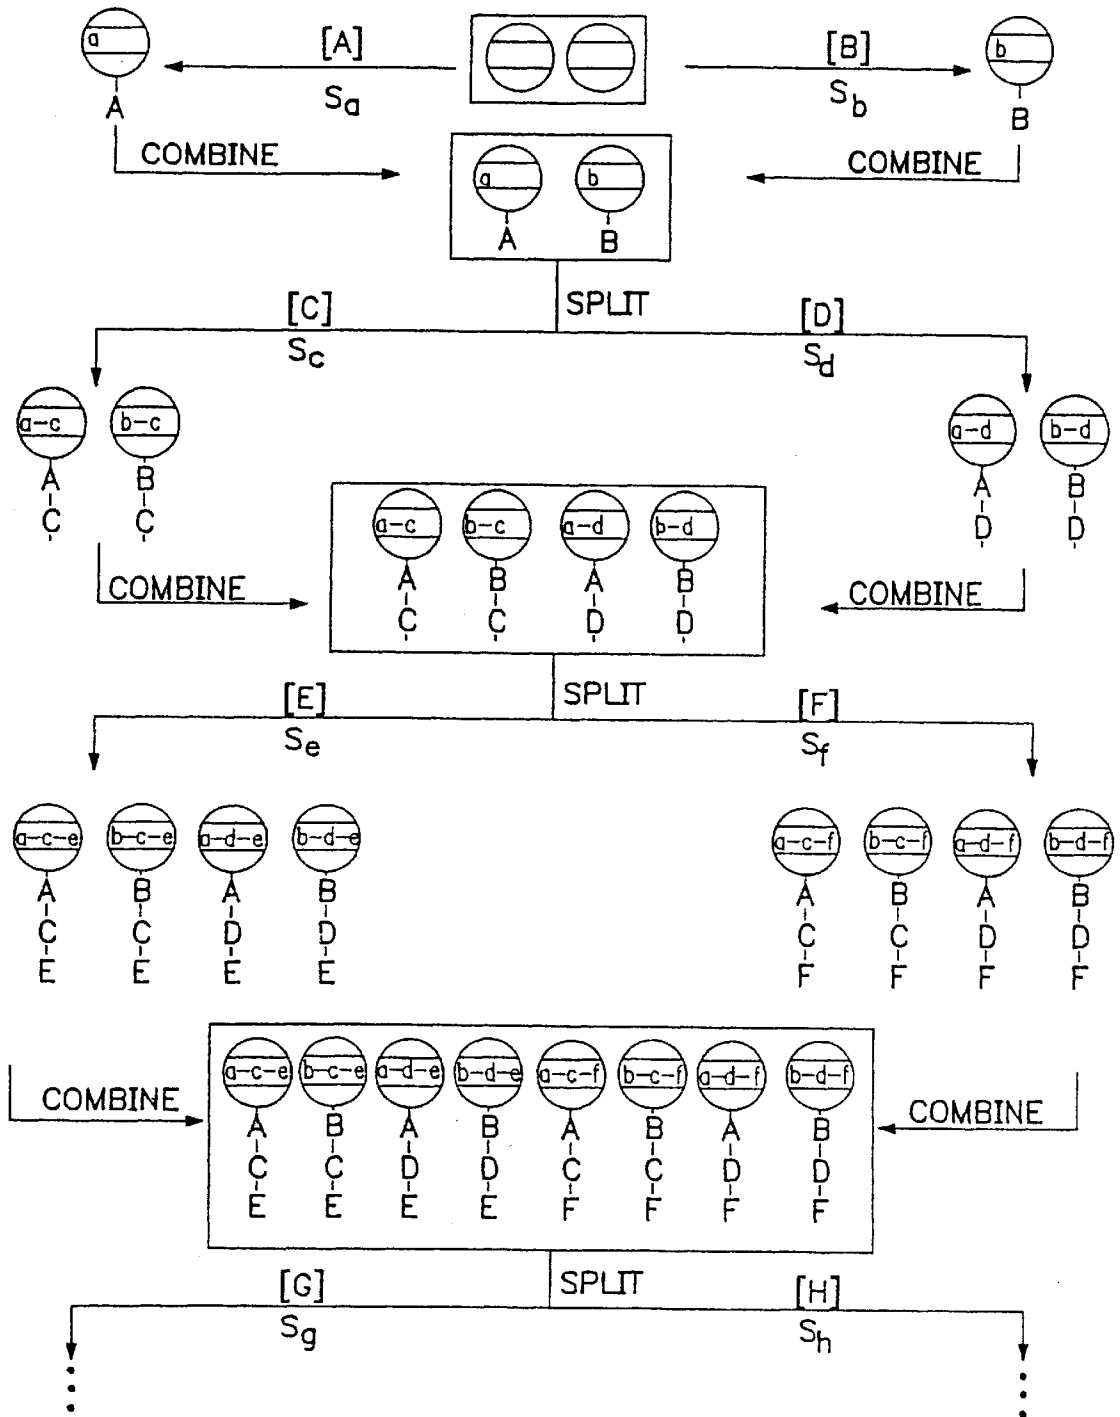 a [A] [B] b
Sa Sb
A B
COMBINE COMBINE
a b
A B
SPLIT
[C] [D]
Sc Sd
a-c b-c a-d b-d
A B A B
C C D D
a-c b-c a-d b-d
A B A B
C C D D
COMBINE COMBINE
SPLIT
[E] [F]
Se Sf
a-c-e b-c-e a-d-e b-d-e a-c-f b-c-f a-d-f b-d-f
A B A B A B A B
C C D D C C D D
E E E E F F F F
a-c-e b-c-e a-d-e b-d-e a-c-f b-c-f a-d-f b-d-f
COMBINE COMBINE
A B A B A B A B
C C D D C C D D
E E E E F F F F
SPLIT
[G] [H]
Sg Sh